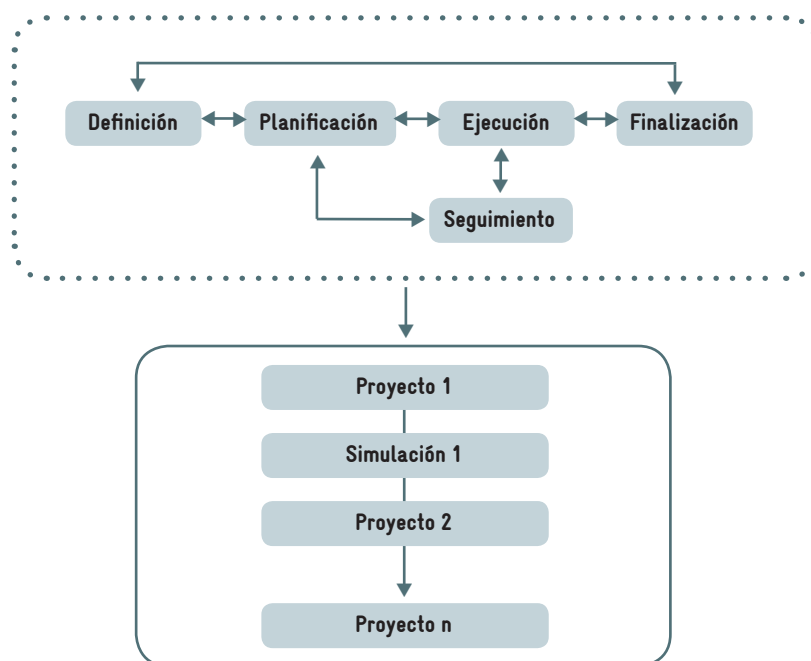 Definición
Planificación
Ejecución
Finalización
Seguimiento
Proyecto 1
Simulación 1
Proyecto 2
Proyecto n